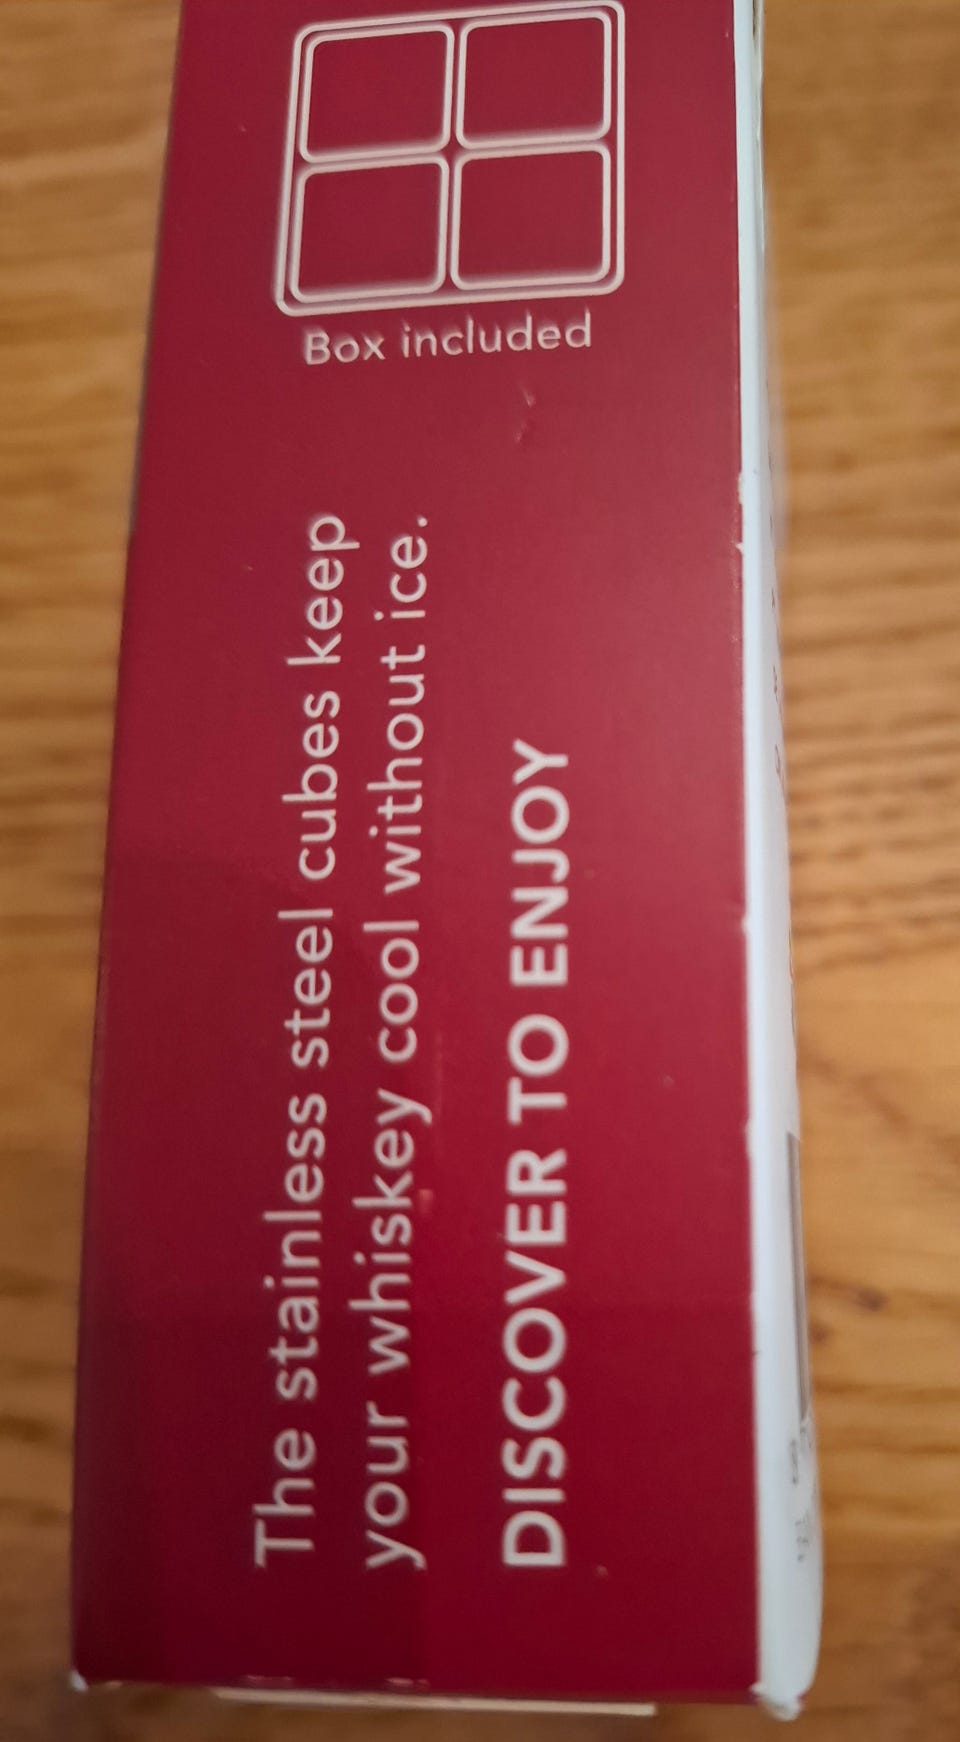 Box included
The stainless steel cubes keep
your whiskey cool without ice.
DISCOVER TO ENJOY